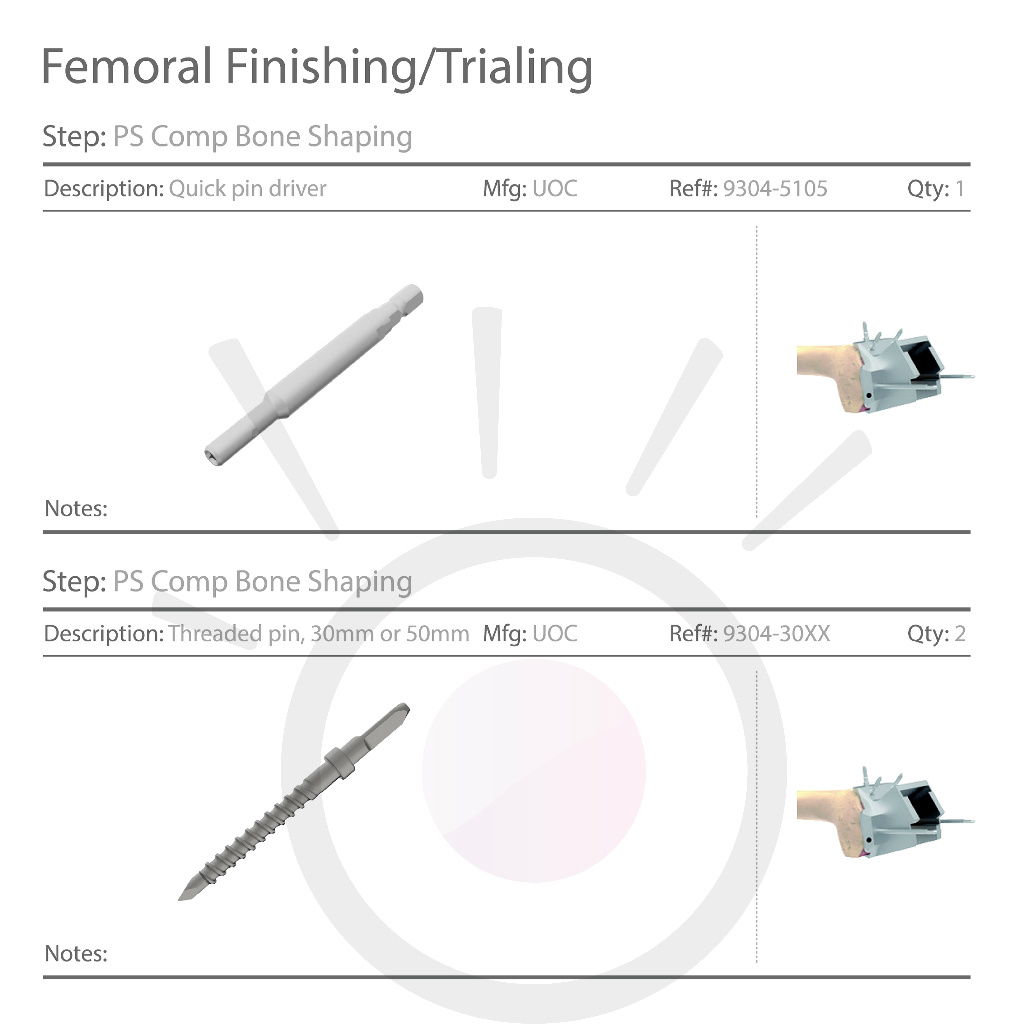 Femoral Finishing/Trialing
Step: PS Comp Bone Shaping
Description: Quick pin driver Mfg: UOC Ref#: 9304-5105 Qty: 1
Notes:
Step: PS Comp Bone Shaping
Description: Threaded pin, 30mm or 50mm Mfg: UOC Ref#: 9304-30XX Qty: 2
Notes: